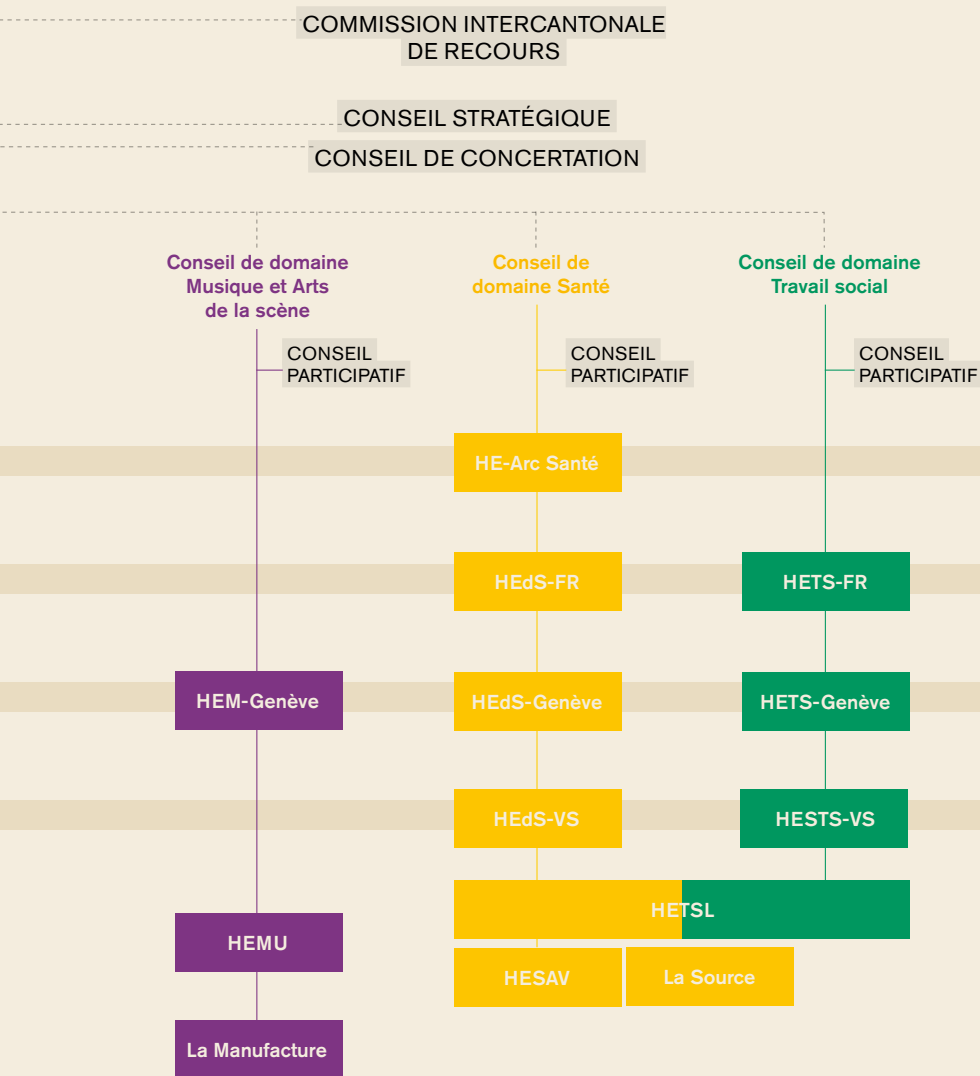 COMMISSION INTERCANTONALE
DE RECOURS
CONSEIL STRATÉGIQUE
CONSEIL DE CONCERTATION
Conseil de domaine
Musique et Arts
de la scène
Conseil de
domaine Santé
Conseil de domaine
Travail social
CONSEIL
PARTICIPATIF
CONSEIL
PARTICIPATIF
CONSEIL
PARTICIPATIF
HE-Arc Santé
HEdS-FR
HETS-FR
HEM-Genève
HEdS-Genève
HETS-Genève
HEdS-VS
HESTS-VS
HETSL
HEMU
HESAV
La Source
La Manufacture